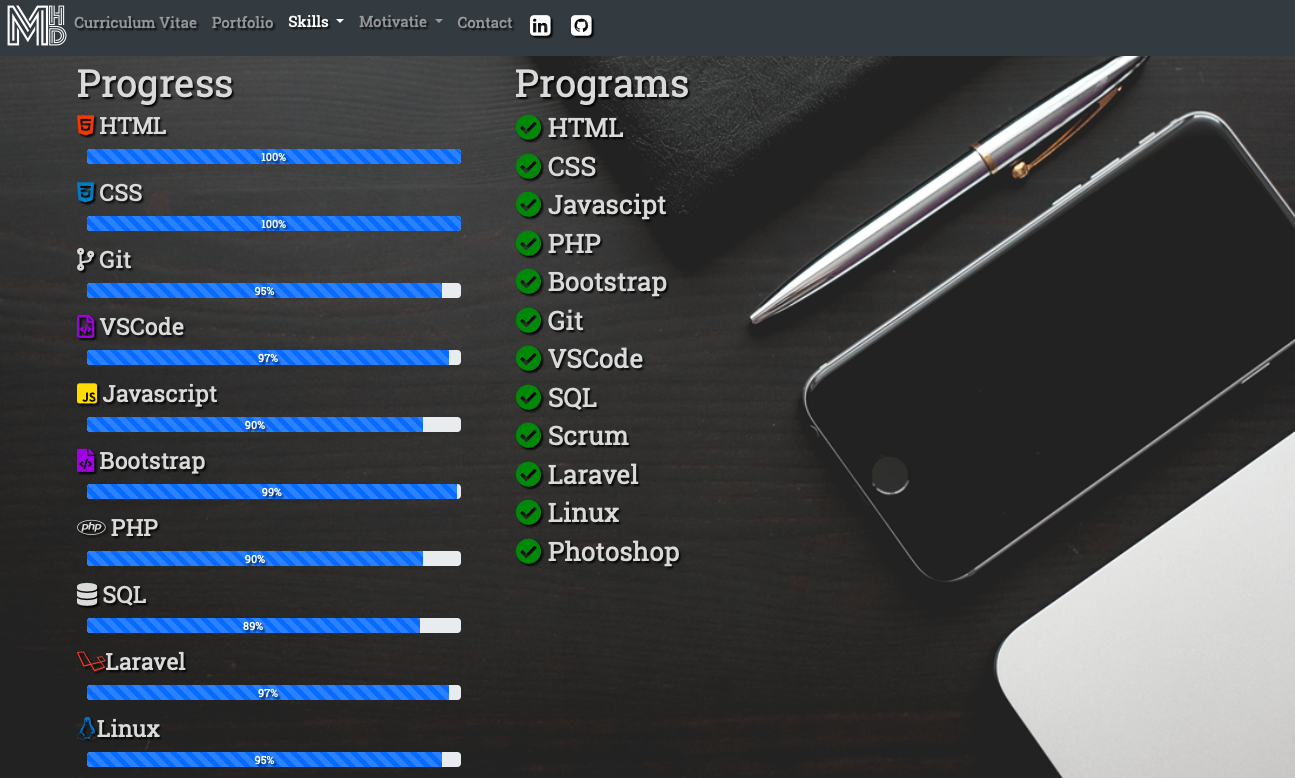 MHD Curriculum Vitae Portfolio Skills Motivatie Contact in
Progress
HTML
100%
CSS
100%
Git
95%
VSCode
97%
JS Javascript
90%
Bootstrap
99%
php PHP
90%
SQL
89%
Laravel
97%
Linux
95%
Programs
HTML
CSS
Javascipt
PHP
Bootstrap
Git
VSCode
SQL
Scrum
Laravel
Linux
Photoshop